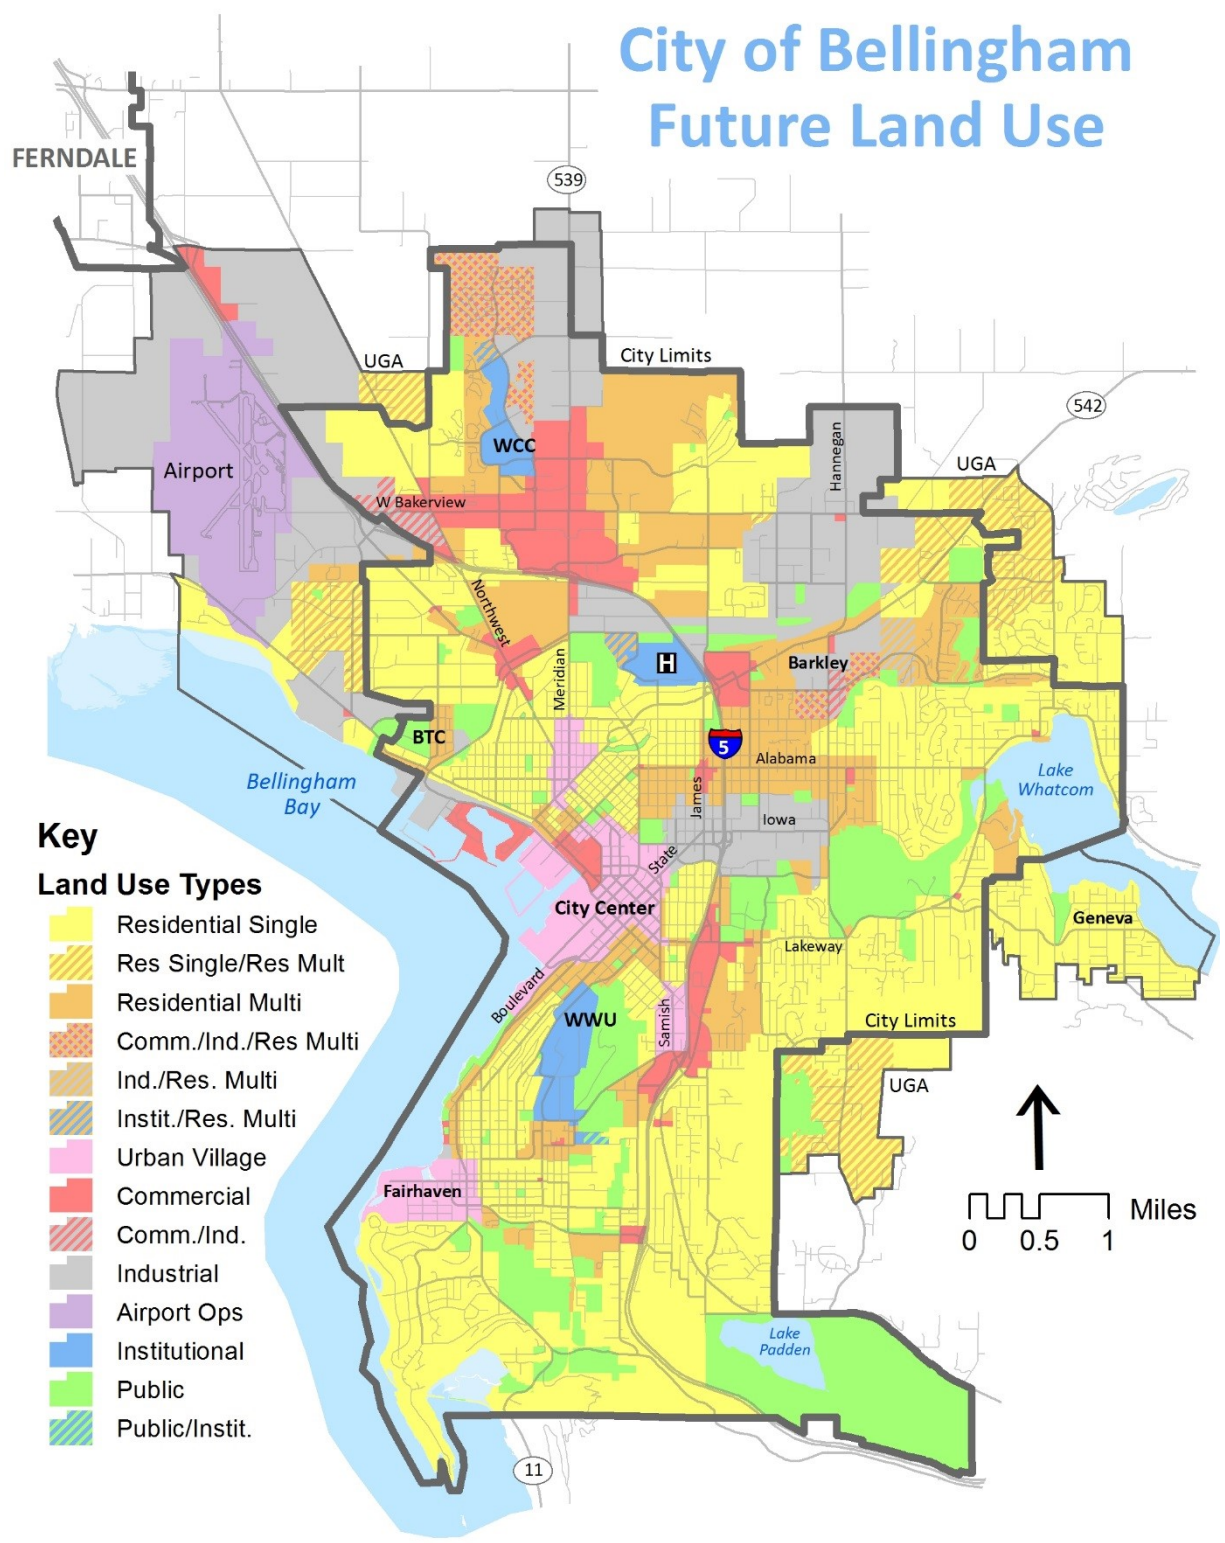 City of Bellingham
Future Land Use
FERNDALE
539
UGA
City Limits
542
WCC
Hannegan
UGA
Airport
W Bakerview
Northwest
Meridian
H
Barkley
BTC
5
Alabama
Lake
Whatcom
Bellingham
Bay
James
Iowa
State
City Center
Geneva
Lakeway
Boulevard
WWU
Samish
City Limits
UGA
Fairhaven
Lake
Padden
11
Miles
0 0.5 1
Key
Land Use Types
Residential Single
Res Single/Res Mult
Residential Multi
Comm./Ind./Res Multi
Ind./Res. Multi
Instit./Res. Multi
Urban Village
Commercial
Comm./Ind.
Industrial
Airport Ops
Institutional
Public
Public/Instit.